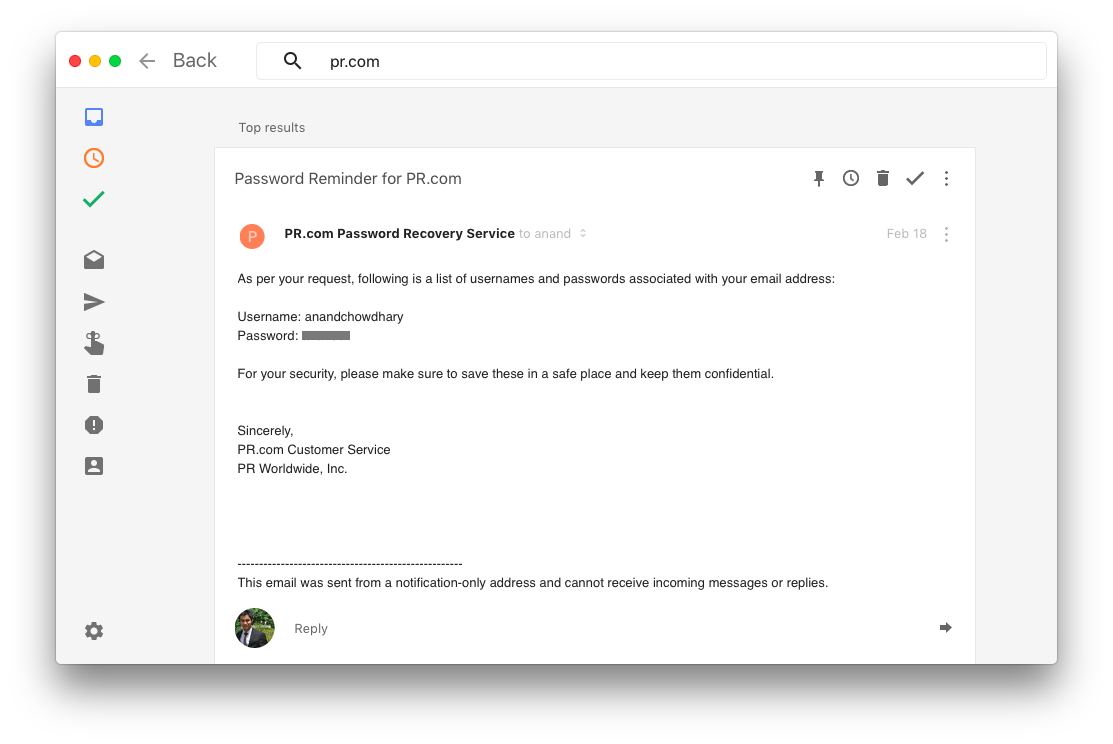 Back
pr.com
Top results
Password Reminder for PR.com
P
PR.com Password Recovery Service to anand
Feb 18
As per your request, following is a list of usernames and passwords associated with your email address:
Username: anandchowdhary
Password:
For your security, please make sure to save these in a safe place and keep them confidential.
Sincerely,
PR.com Customer Service
PR Worldwide, Inc.
----------------------------------------------------
This email was sent from a notification-only address and cannot receive incoming messages or replies.
Reply